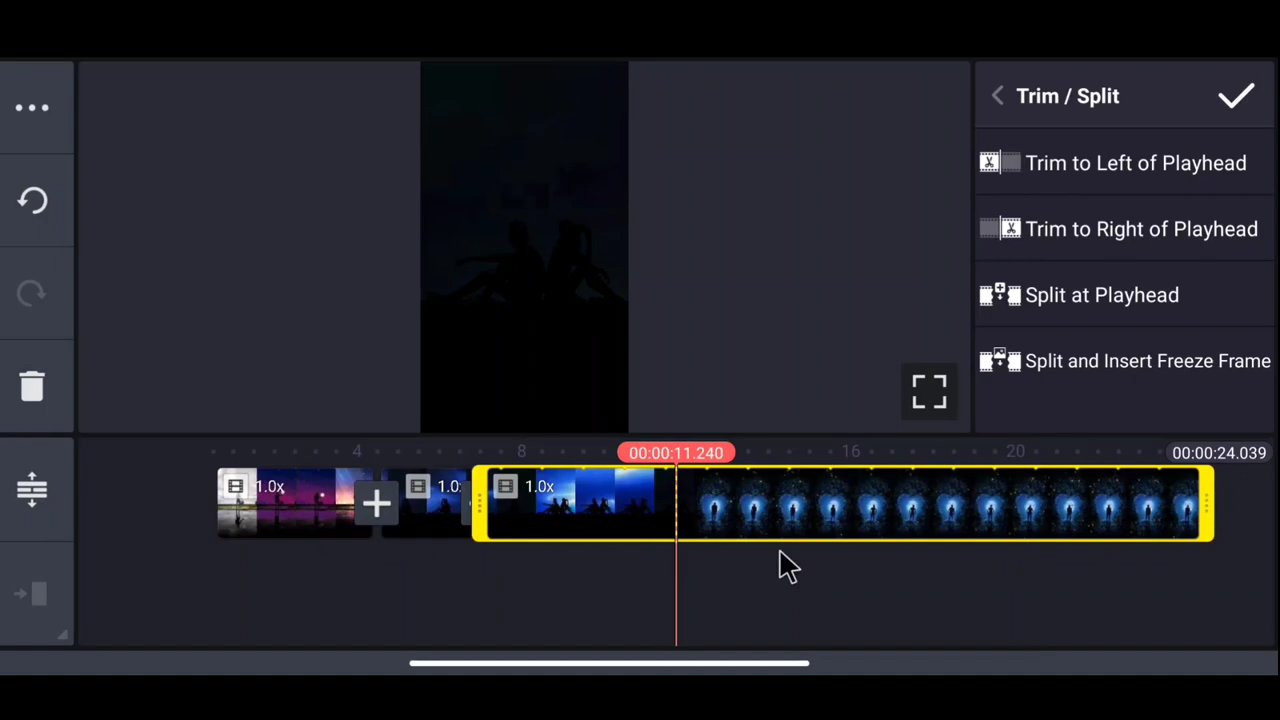 Trim / Split
Trim to Left of Playhead
Trim to Right of Playhead
Split at Playhead
Split and Insert Freeze Frame
4
8
00:00:11.240
16
20
00:00:24.039
1.0x
1.0
1.0x